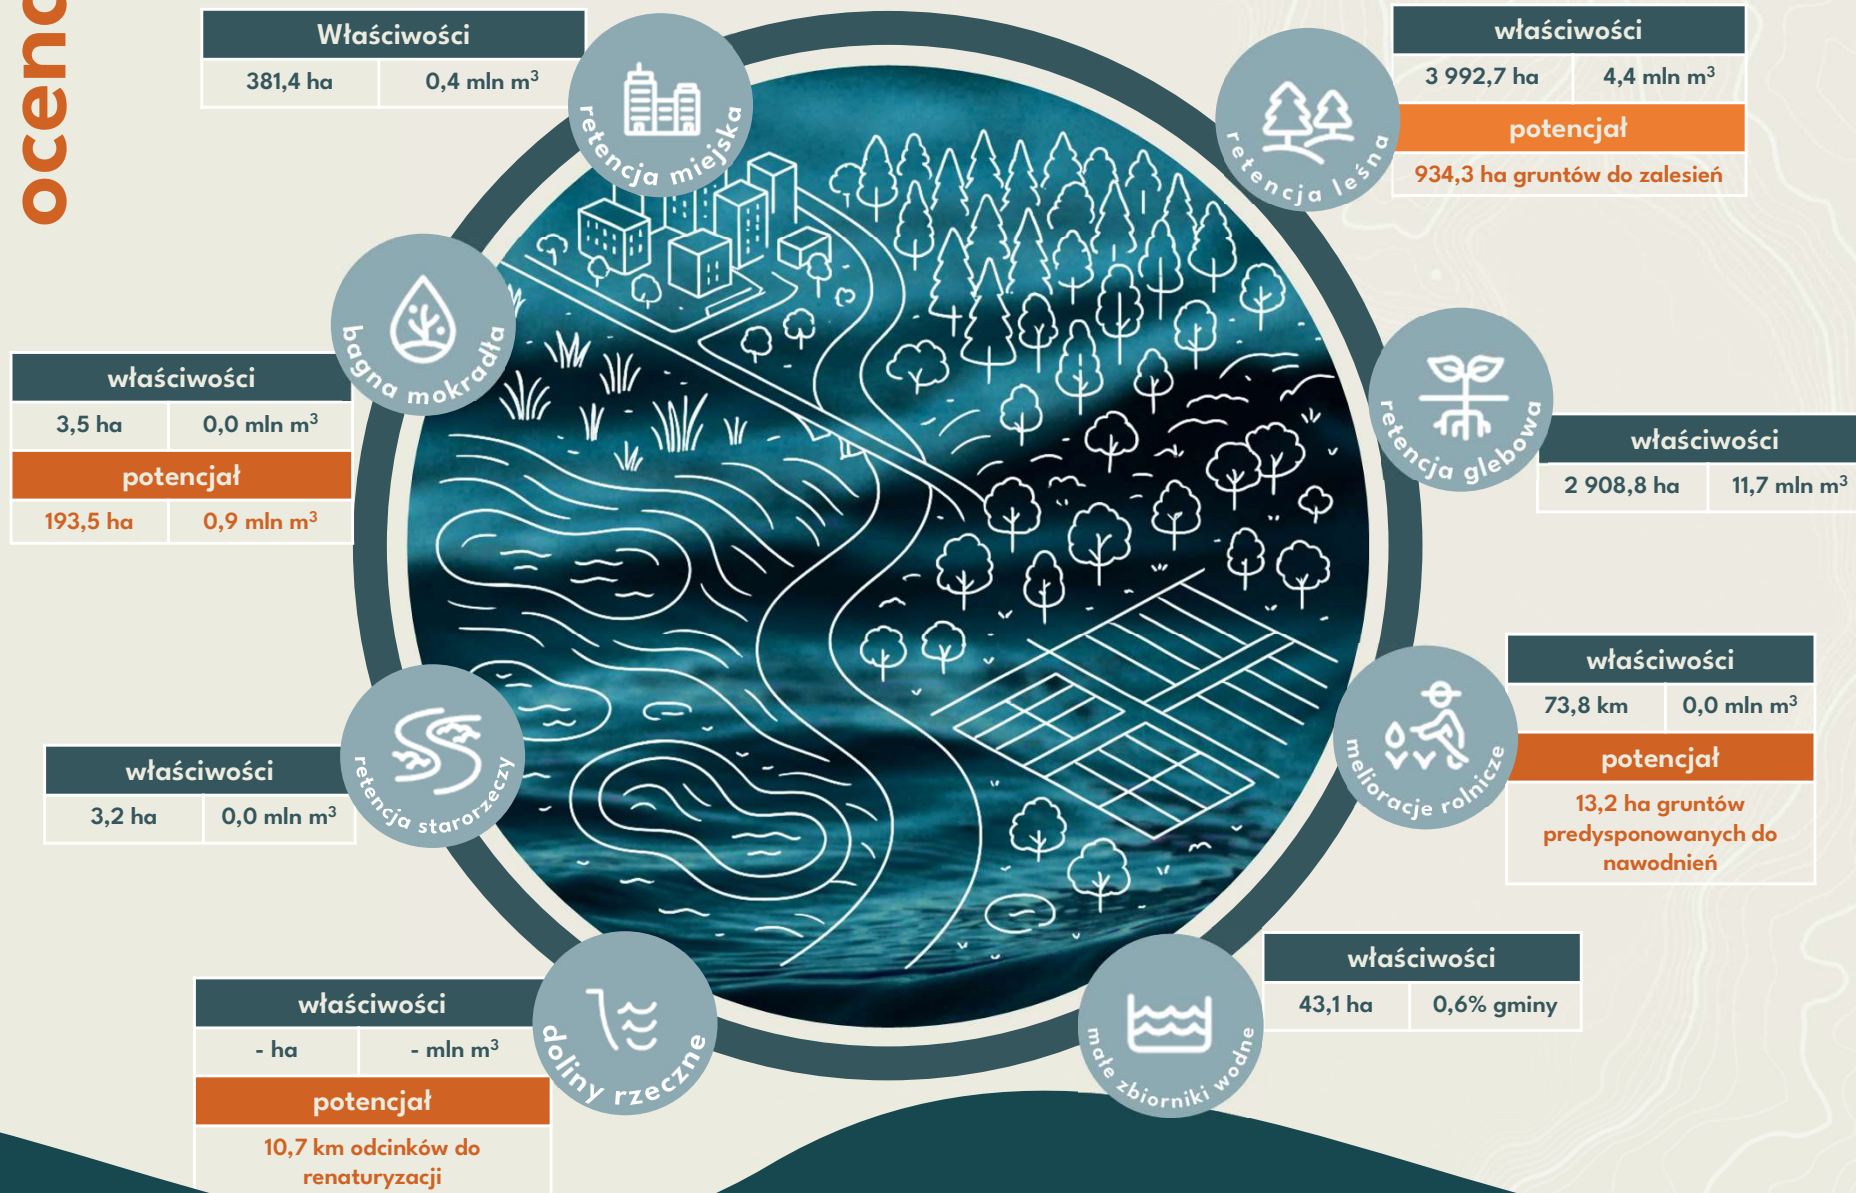 oceno
Właściwości
381,4 ha 0,4 mln m³
retencja miejska
właściwości
3 992,7 ha 4,4 mln m³
potencjał
934,3 ha gruntów do zalesień
retencja leśna
bagna mokradła
właściwości
3,5 ha 0,0 mln m³
potencjał
193,5 ha 0,9 mln m³
retencja glebowa
właściwości
2 908,8 ha 11,7 mln m³
właściwości
73,8 km 0,0 mln m³
potencjał
13,2 ha gruntów
predysponowanych do
nawodnień
melioracje rolnicze
właściwości
3,2 ha 0,0 mln m³
retencja starorzeczy
właściwości
- ha - mln m³
potencjał
10,7 km odcinków do
renaturyzacji
doliny rzeczne
właściwości
43,1 ha 0,6% gminy
małe zbiorniki wodne